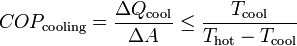 COP_cooling = ΔQ_cool / ΔA ≤ T_cool / (T_hot − T_cool)